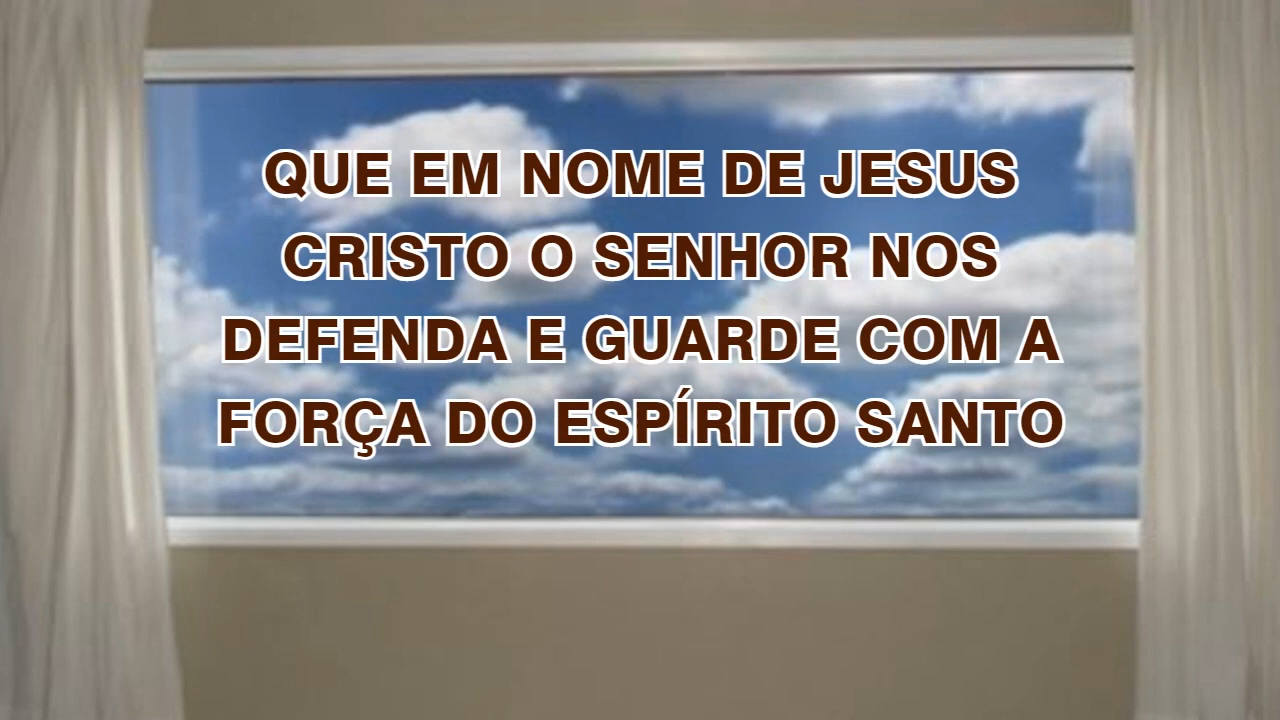 QUE EM NOME DE JESUS
CRISTO O SENHOR NOS
DEFENDA E GUARDE COM A
FORÇA DO ESPÍRITO SANTO